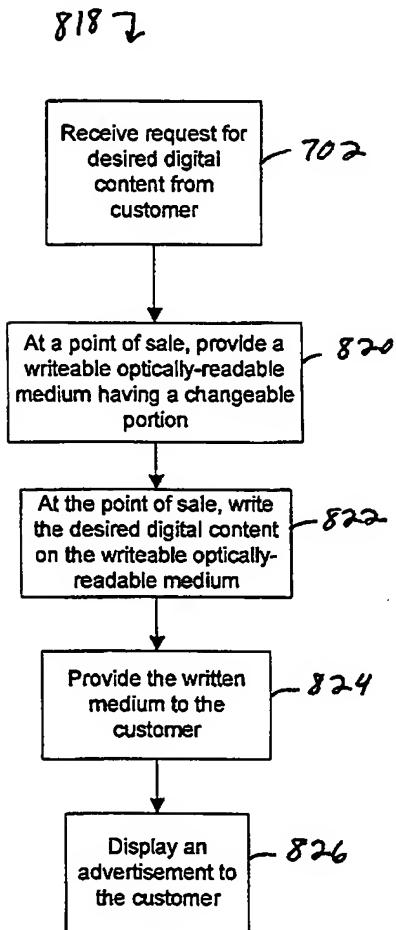 818
Receive request for
desired digital
content from
customer
702
At a point of sale, provide a
writeable optically-readable
medium having a changeable
portion
820
At the point of sale, write
the desired digital content
on the writeable optically-
readable medium
822
Provide the written
medium to the
customer
824
Display an
advertisement to
the customer
826